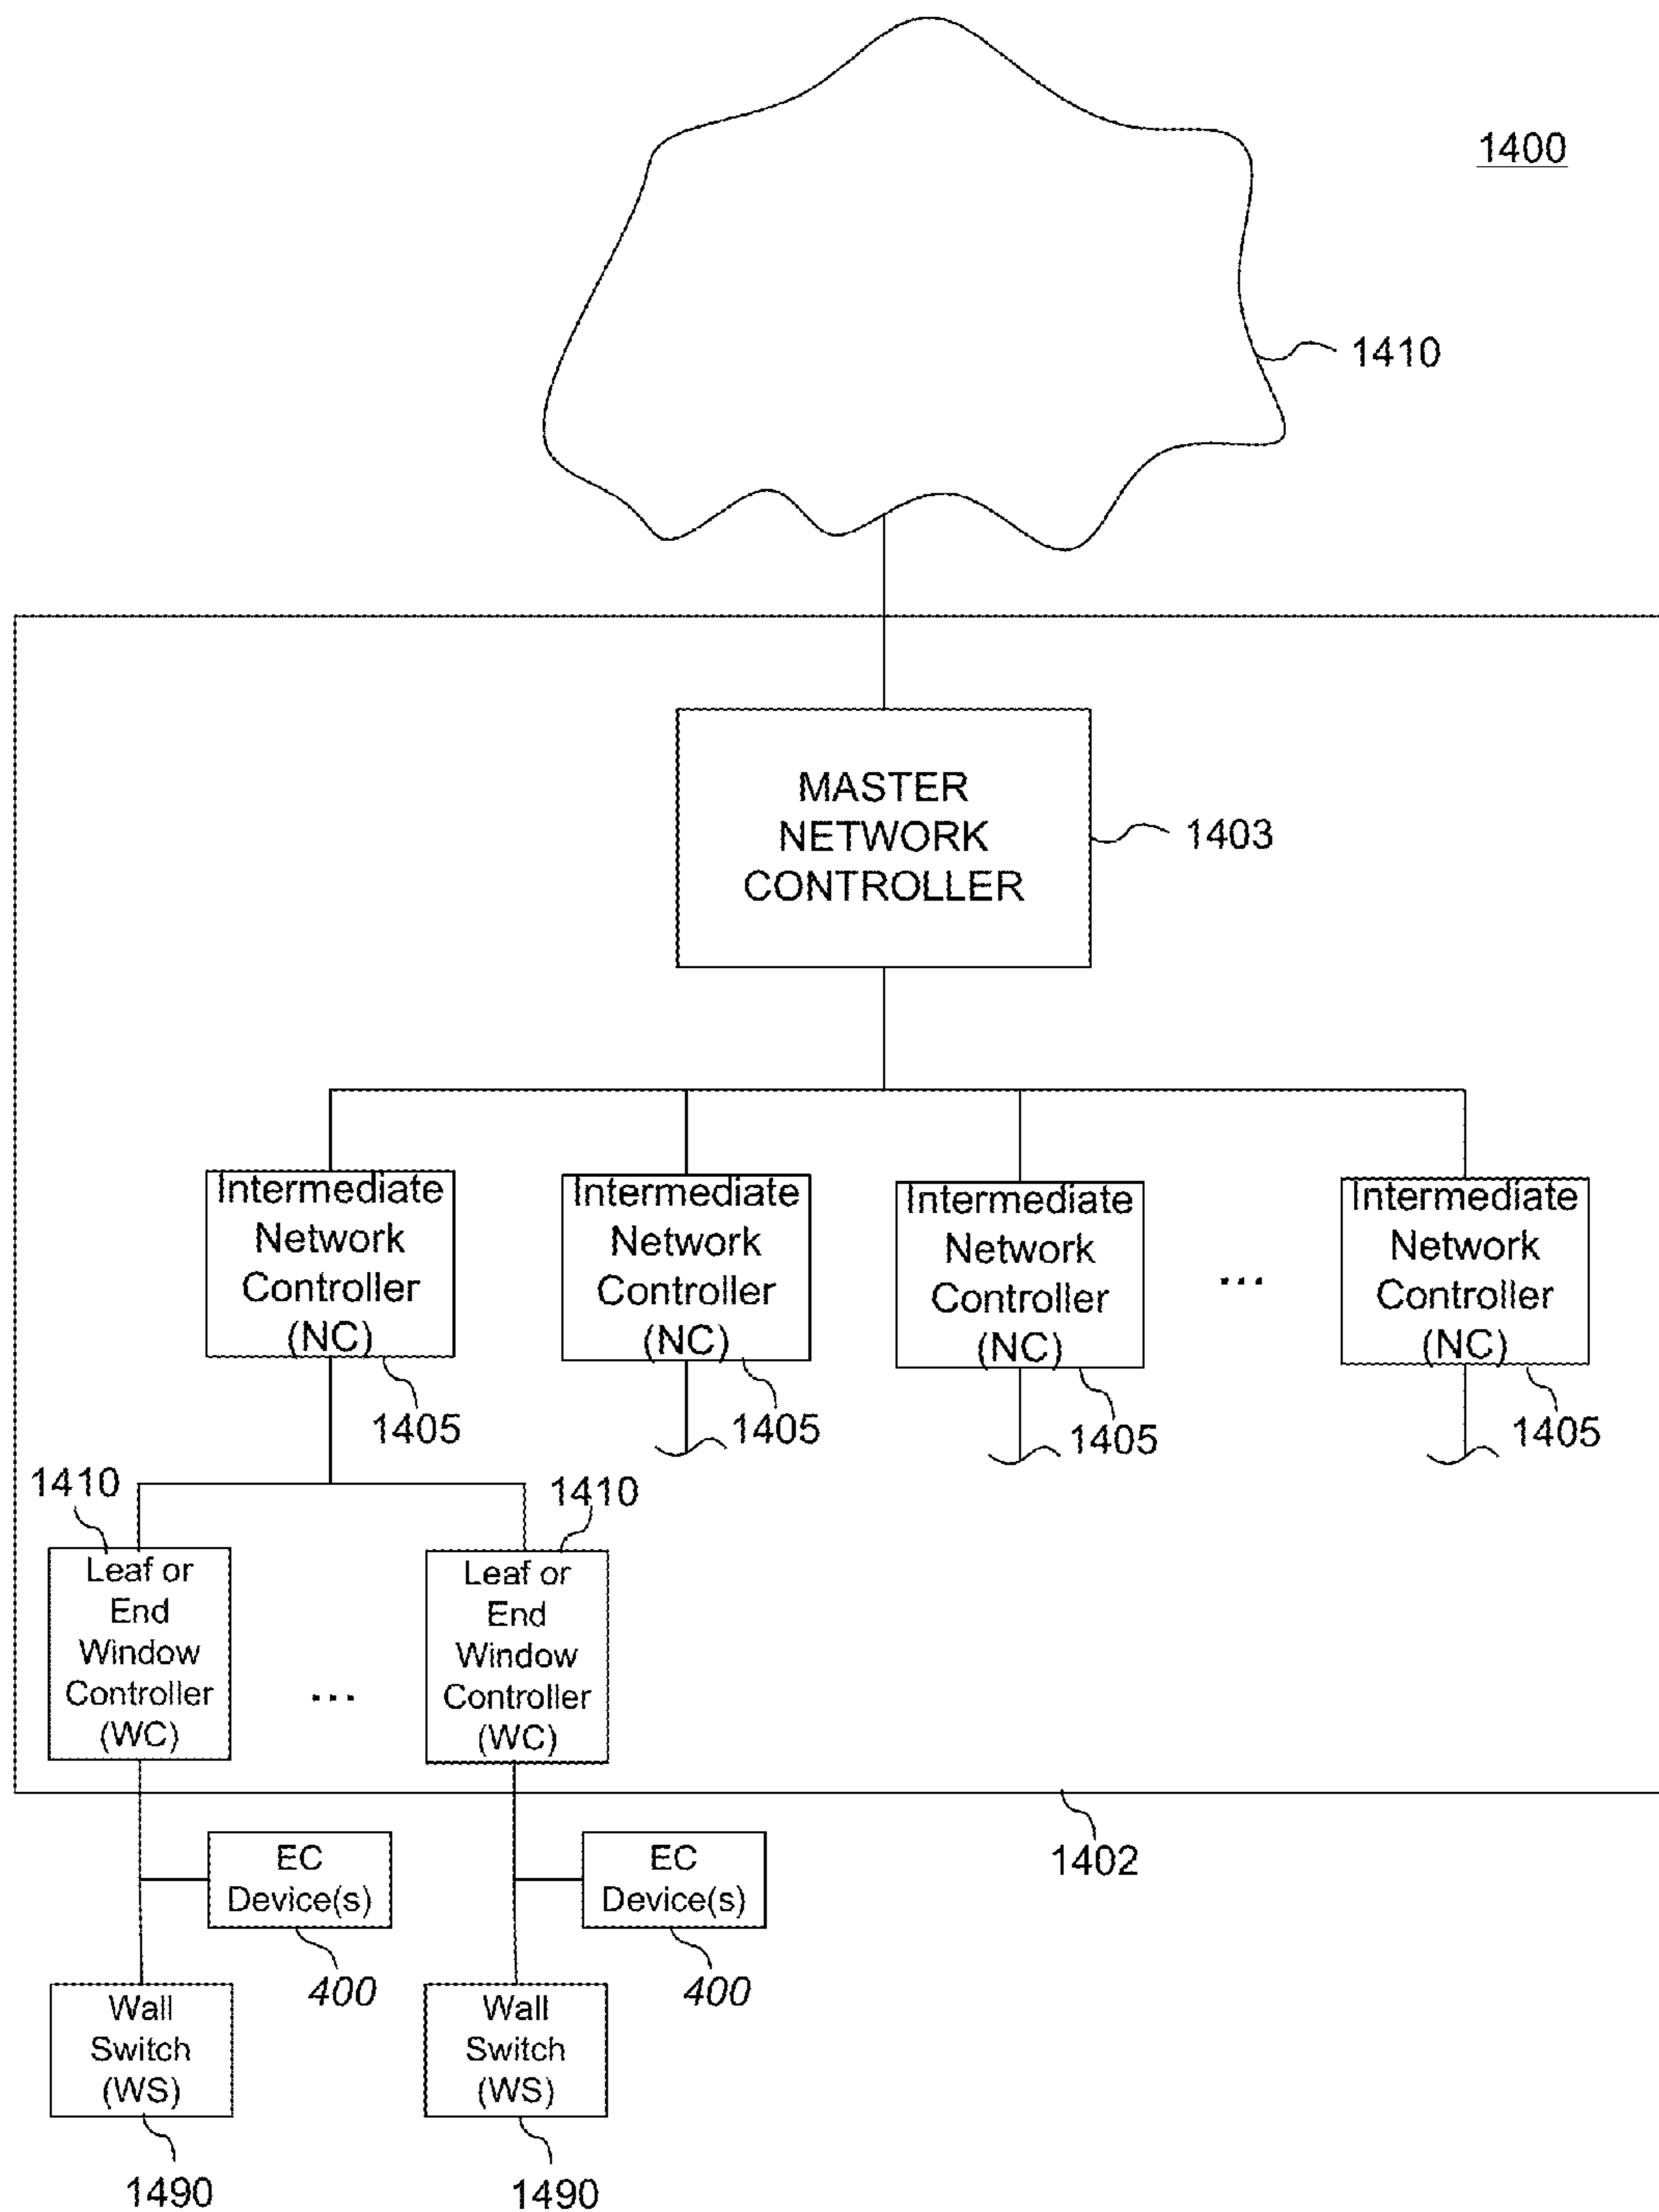 1400
1410
MASTER
NETWORK
CONTROLLER
1403
Intermediate
Network
Controller
(NC)
1405
Intermediate
Network
Controller
(NC)
1405
Intermediate
Network
Controller
(NC)
1405
...
Intermediate
Network
Controller
(NC)
1405
1410
Leaf or
End
Window
Controller
(WC)
...
1410
Leaf or
End
Window
Controller
(WC)
1402
EC
Device(s)
400
EC
Device(s)
400
Wall
Switch
(WS)
1490
Wall
Switch
(WS)
1490